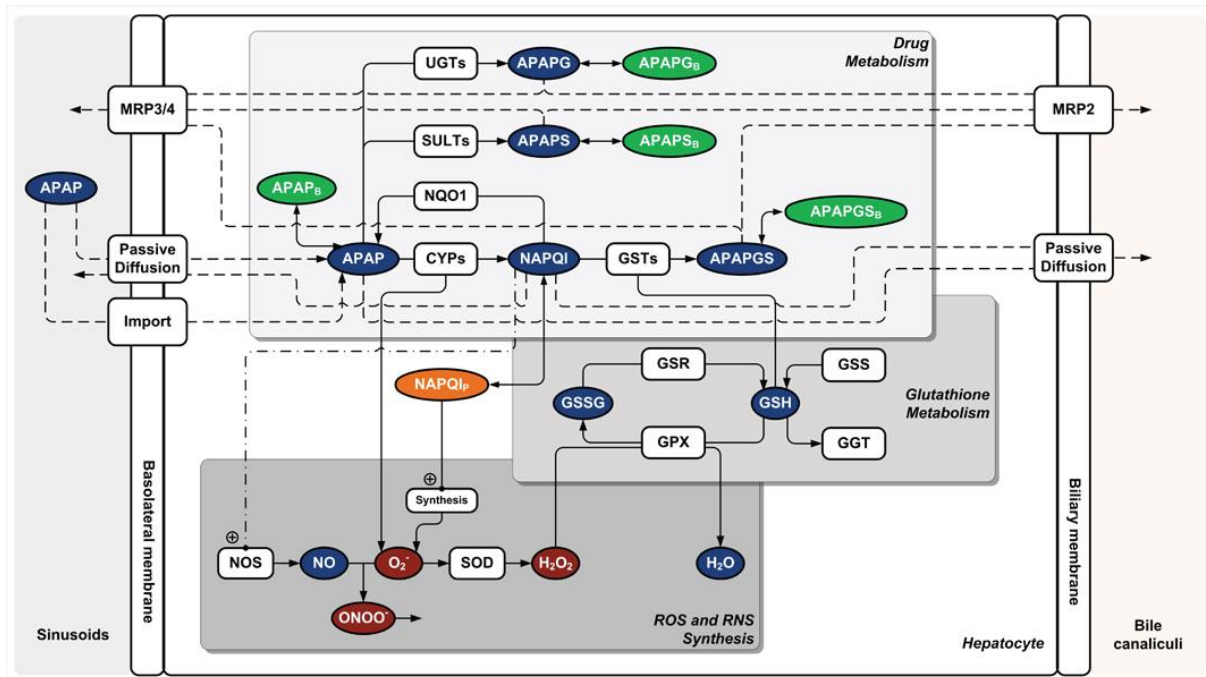 Drug
Metabolism
UGTs
APAPG
APAPG_B
MRP3/4
MRP2
SULTs
APAPS
APAPS_B
APAP
APAP_B
NQO1
APAPGS_B
Passive
Diffusion
APAP
CYPs
NAPQI
GSTs
APAPGS
Passive
Diffusion
Import
NAPQI_P
GSR
GSS
GSSG
GSH
Glutathione
Metabolism
GPX
GGT
Basolateral membrane
Biliary membrane
⊕
Synthesis
⊕
NOS
NO
O₂⁻
SOD
H₂O₂
H₂O
ONOO⁻
ROS and RNS
Synthesis
Sinusoids
Hepatocyte
Bile
canaliculi